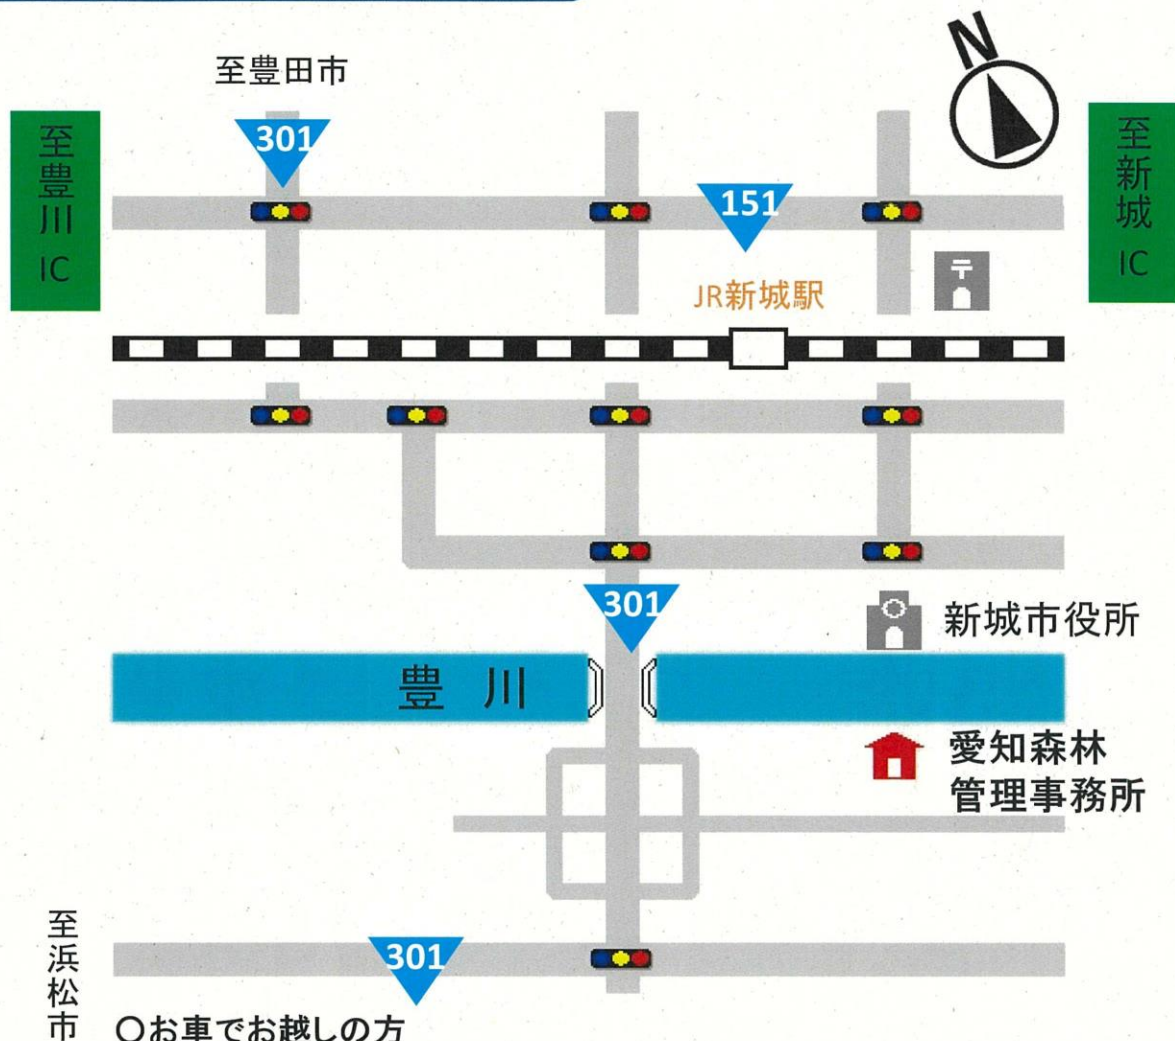 N
至豊田市
至豊川IC
301
至新城IC
151
JR新城駅
〒
301
新城市役所
豊川
愛知森林
管理事務所
至浜松市
301
〇お車でお越しの方